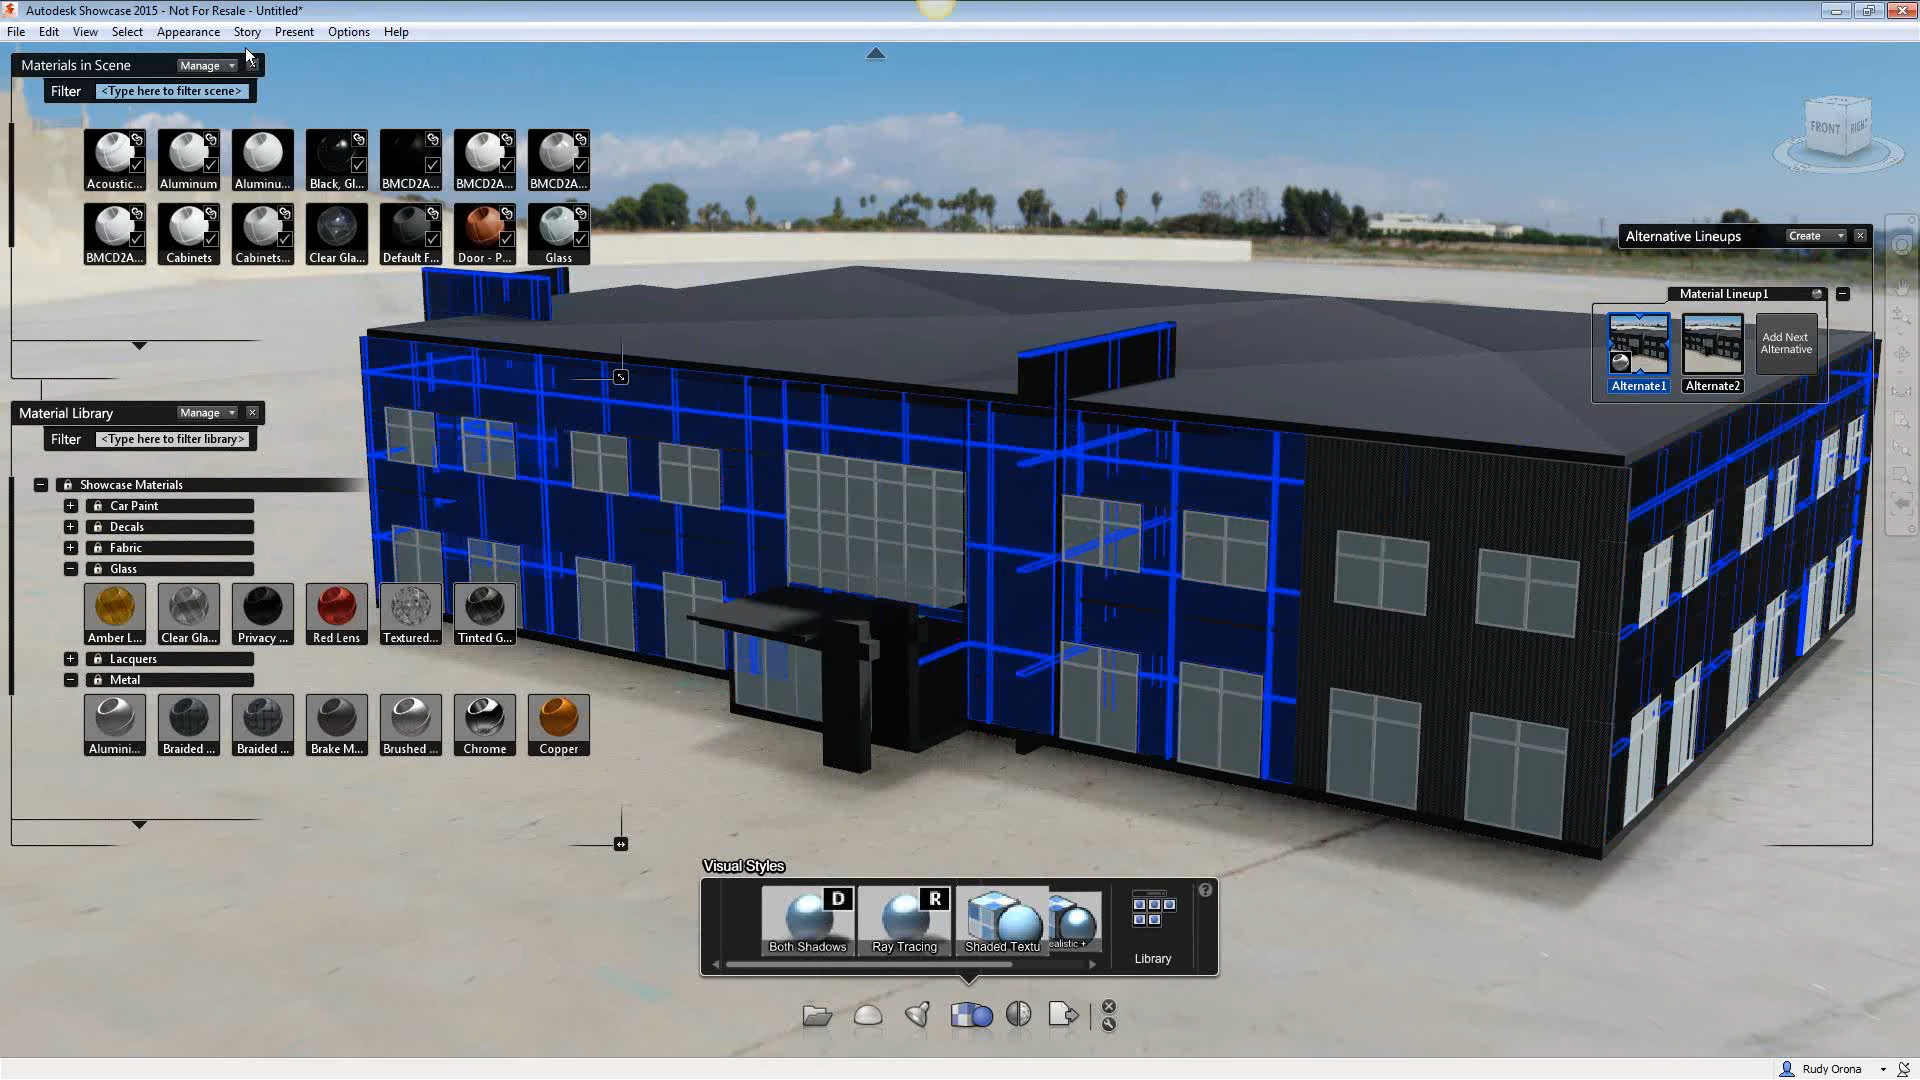 Autodesk Showcase 2015 - Not For Resale - Untitled*
File Edit View Select Appearance Story Present Options Help
Materials in Scene Manage
Filter <Type here to filter scene>
Acoustic... Aluminum Aluminu... Black, Gl... BMCD2A... BMCD2A... BMCD2A...
BMCD2A... Cabinets Cabinets... Clear Gla... Default F... Door - P... Glass
FRONT RIGHT
Alternative Lineups Create
Material Lineup1
Add Next
Alternative
Alternate1 Alternate2
Material Library Manage
Filter <Type here to filter library>
Showcase Materials
Car Paint
Decals
Fabric
Glass
Amber L... Clear Gla... Privacy ... Red Lens Textured... Tinted G...
Lacquers
Metal
Alumini... Braided ... Braided ... Brake M... Brushed ... Chrome Copper
Visual Styles
D R
Both Shadows Ray Tracing Shaded Textu ealistic +
Library
Rudy Orona